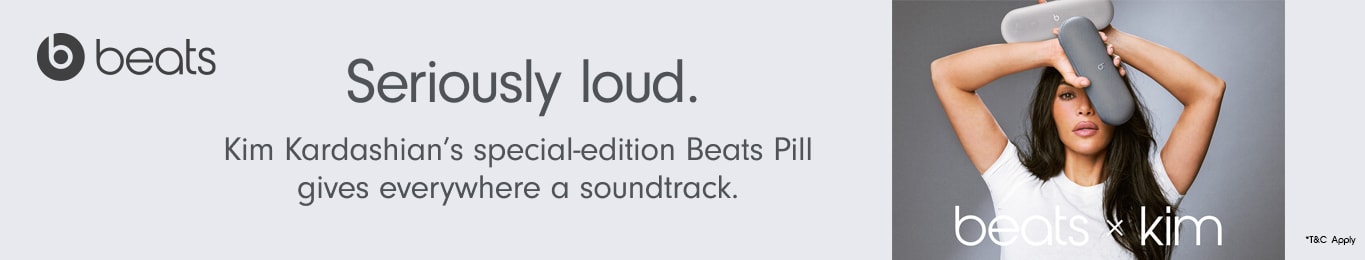 beats
Seriously loud.
Kim Kardashian’s special-edition Beats Pill
gives everywhere a soundtrack.
beats × kim
*T&C Apply